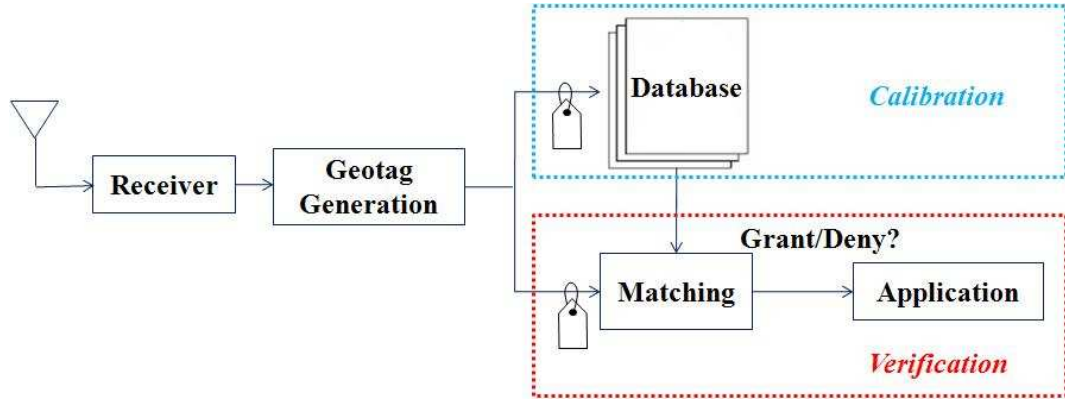 Database
Calibration
Receiver
Geotag
Generation
Grant/Deny?
Matching
Application
Verification